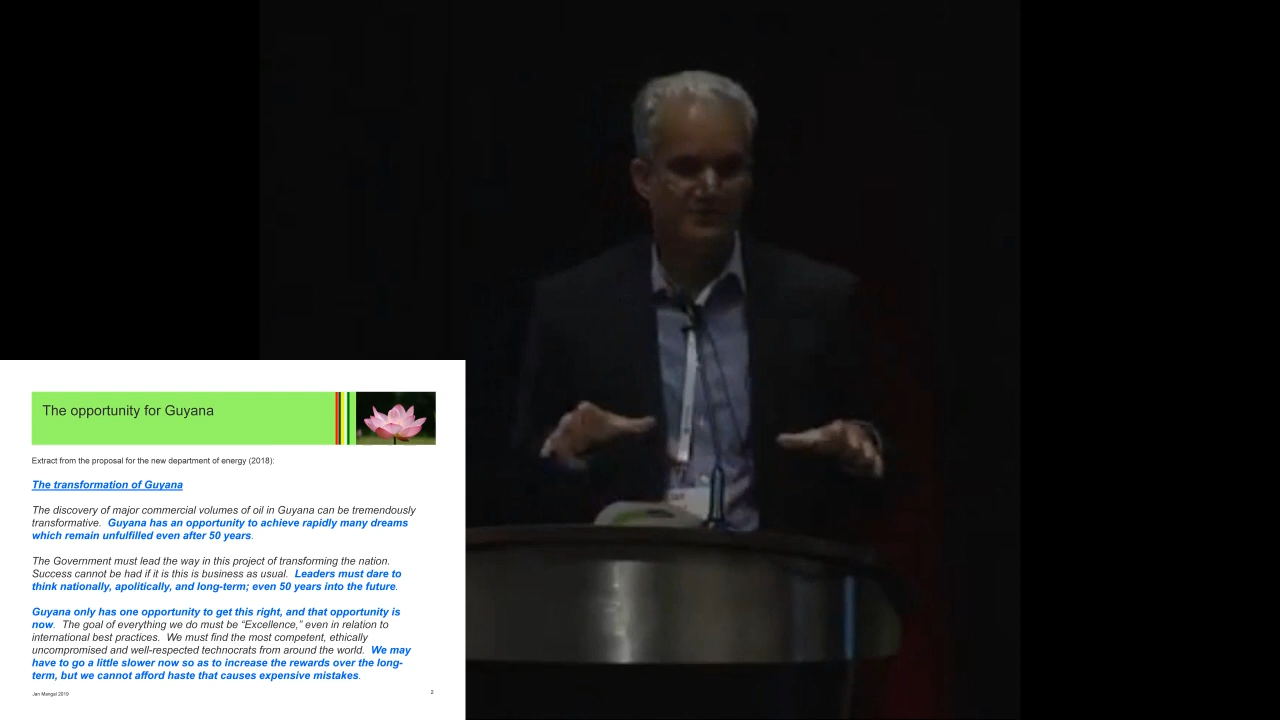 The opportunity for Guyana
Extract from the proposal for the new department of energy (2018):
The transformation of Guyana
The discovery of major commercial volumes of oil in Guyana can be tremendously
transformative. Guyana has an opportunity to achieve rapidly many dreams
which remain unfulfilled even after 50 years.
The Government must lead the way in this project of transforming the nation.
Success cannot be had if it is this is business as usual. Leaders must dare to
think nationally, apolitically, and long-term; even 50 years into the future.
Guyana only has one opportunity to get this right, and that opportunity is
now. The goal of everything we do must be “Excellence,” even in relation to
international best practices. We must find the most competent, ethically
uncompromised and well-respected technocrats from around the world. We may
have to go a little slower now so as to increase the rewards over the long-
term, but we cannot afford haste that causes expensive mistakes.
Jan Mangal 2019
2